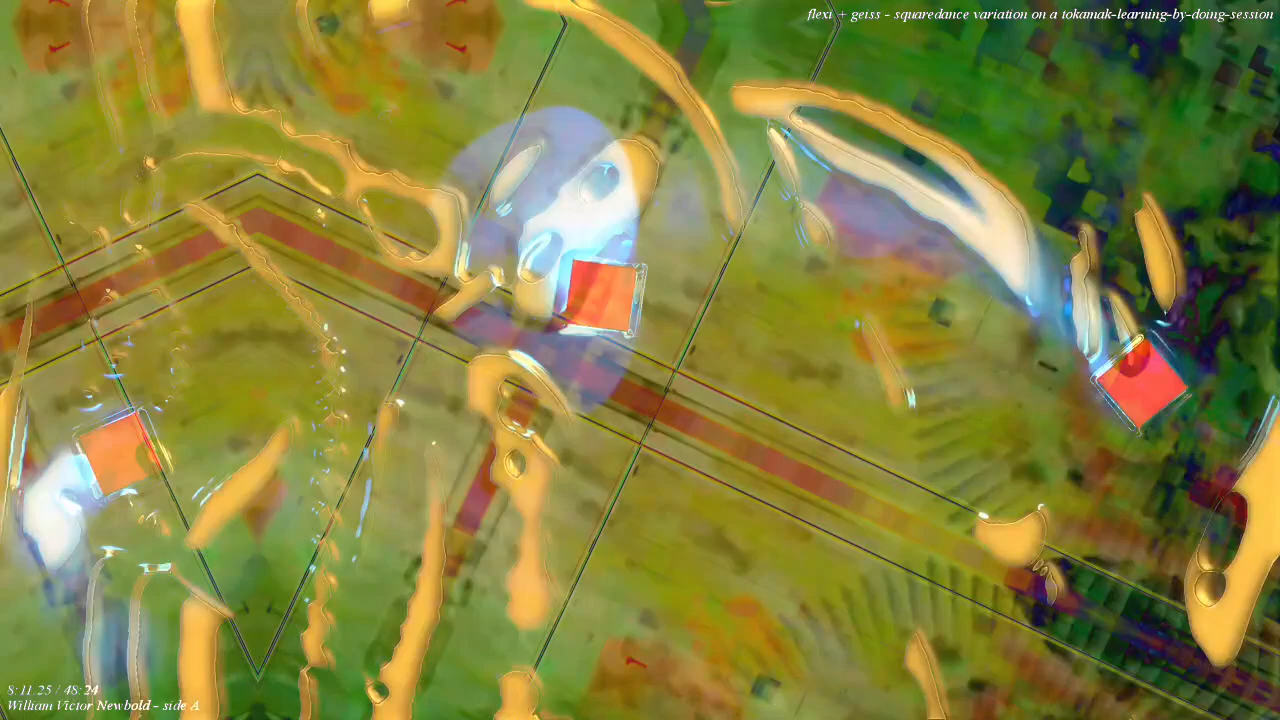 flexi + geiss - squaredance variation on a tokamak-learning-by-doing-session
8:11.25 / 48:24
William Victor Newbold - side A